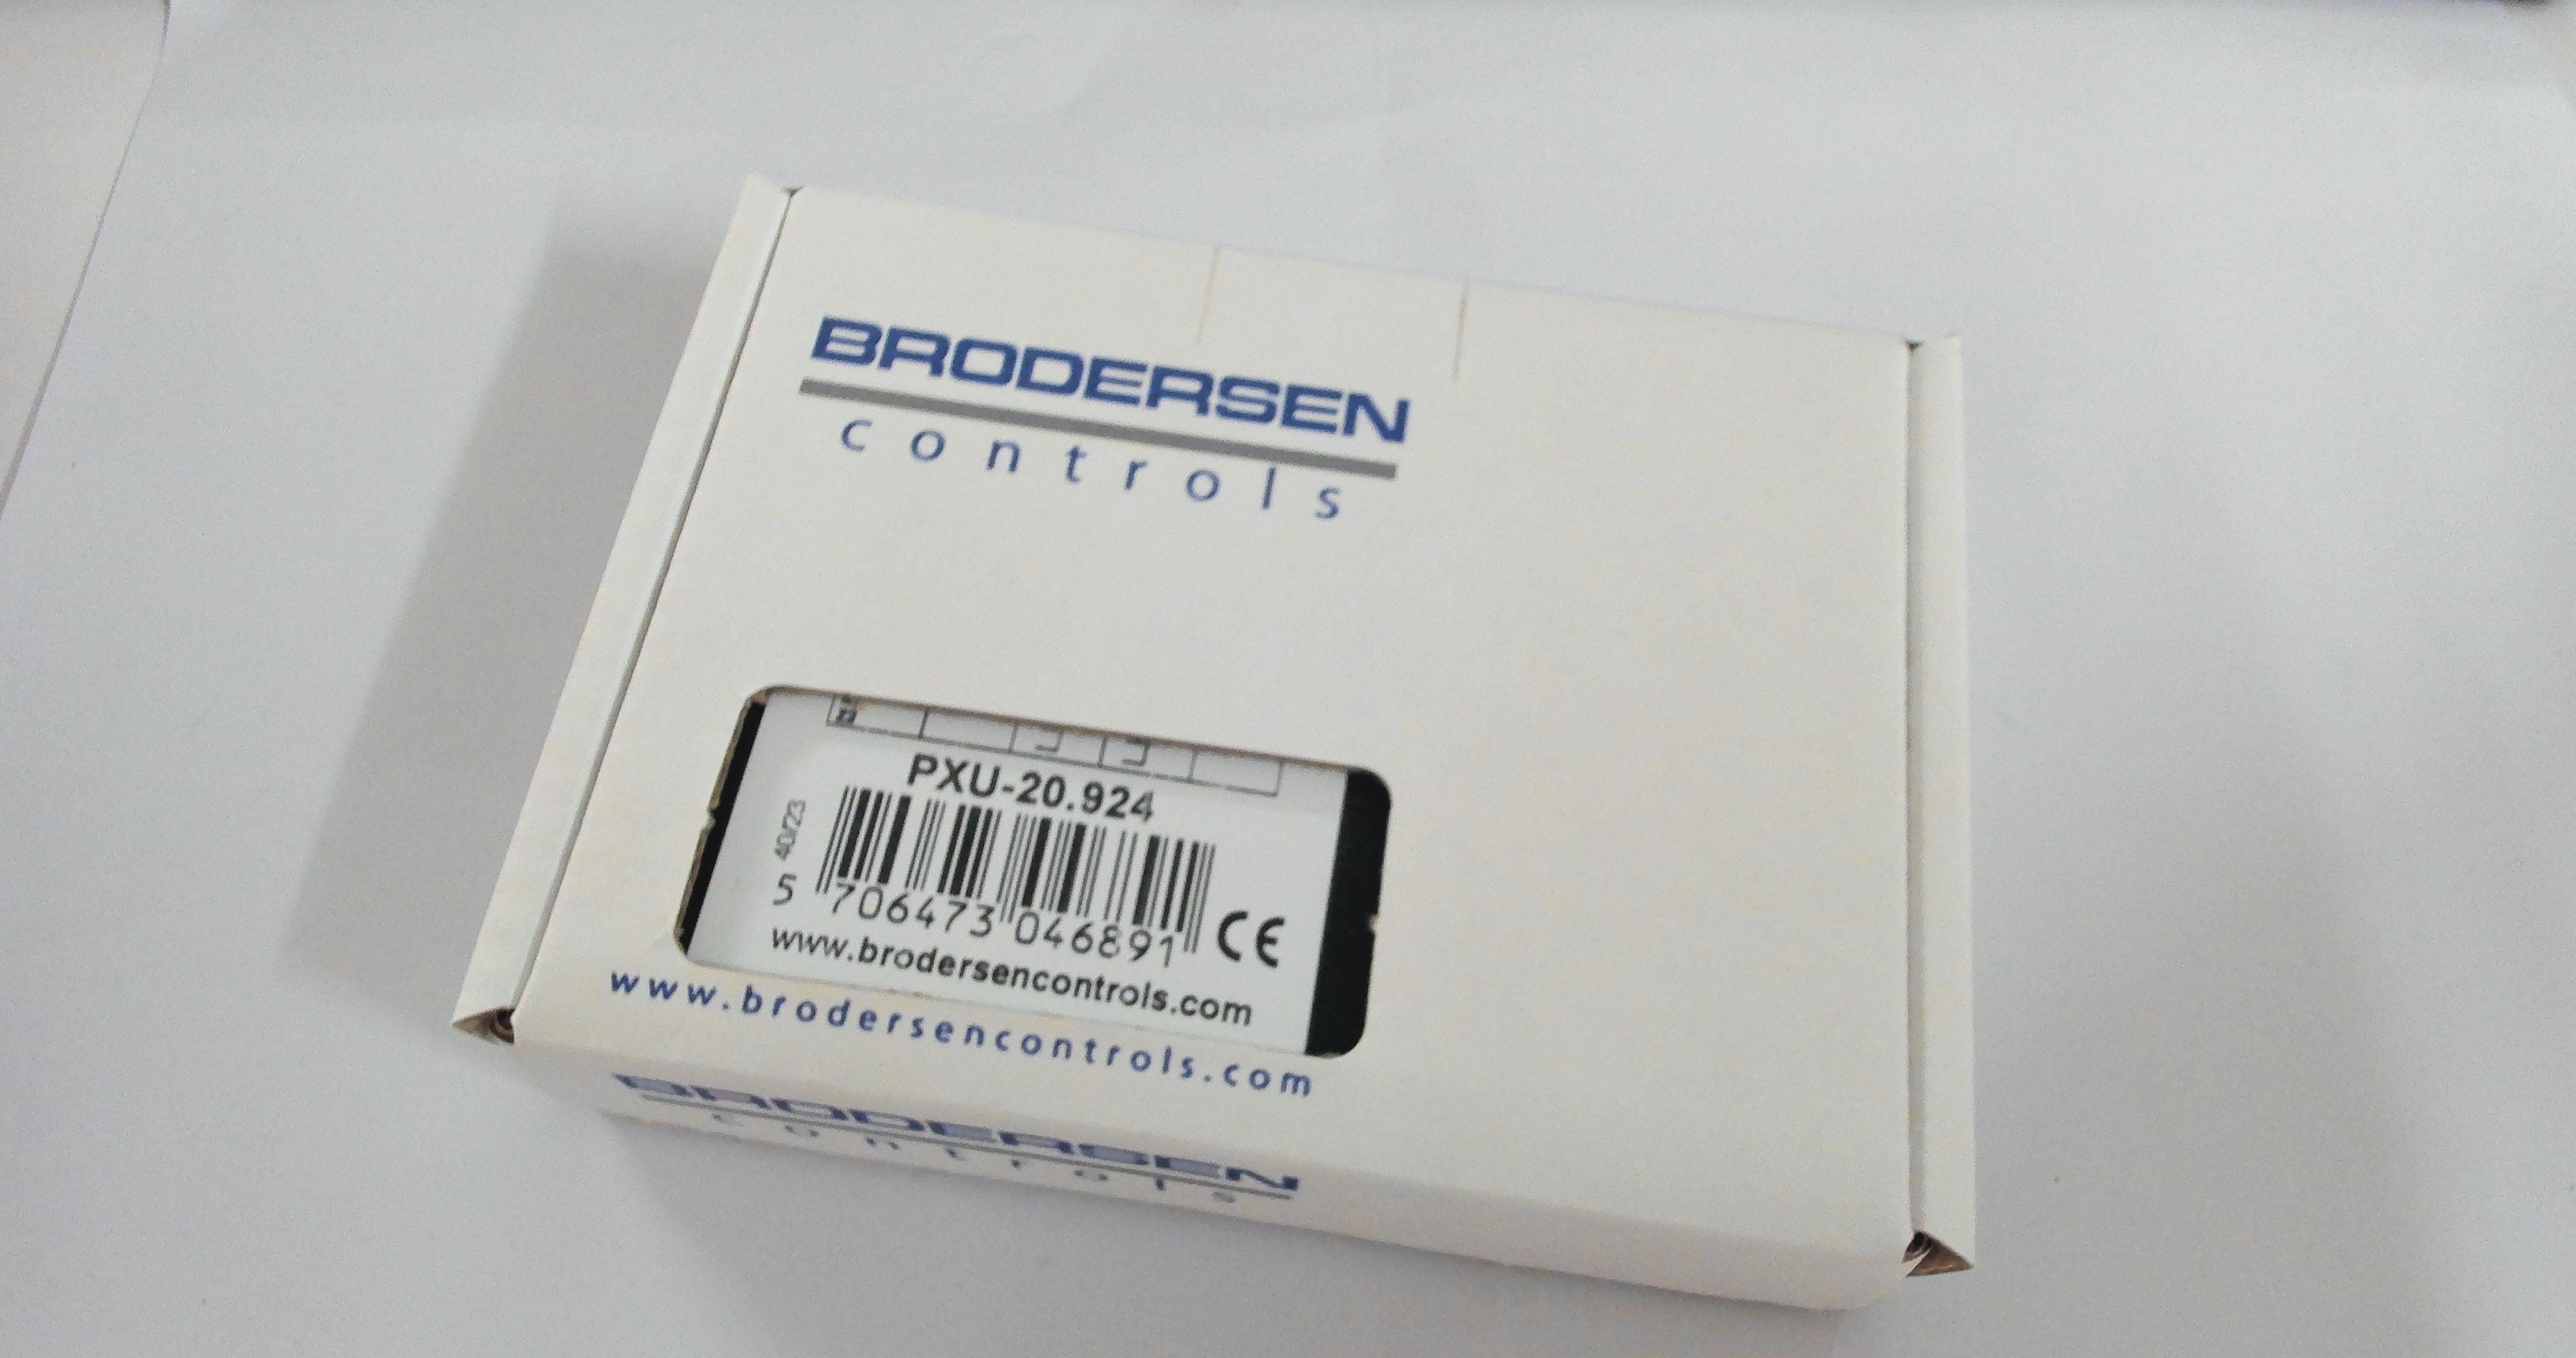 BRODERSEN
controls
PXU-20.924
40/23
5 706473 046891
CE
www.brodersencontrols.com
www.brodersencontrols.com
BRODERSEN
controls